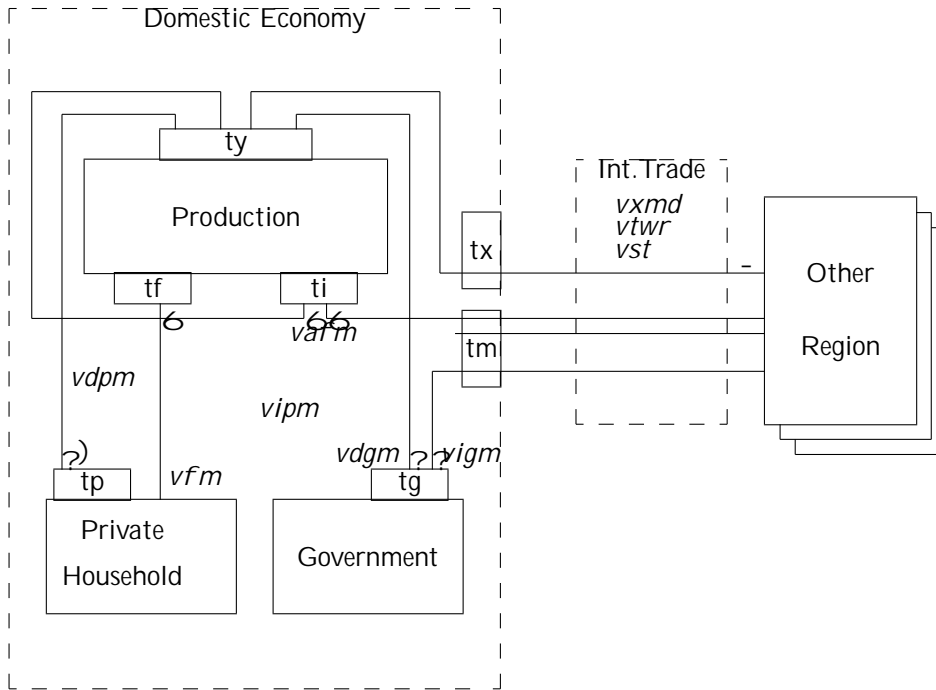 Domestic Economy
ty
Production
tf
ti
Int.Trade
vxmd
vtwr
vst
tx
tm
Other
Region
vdpm
vipm
vdgm
vigm
tp
vfm
tg
Private
Household
Government